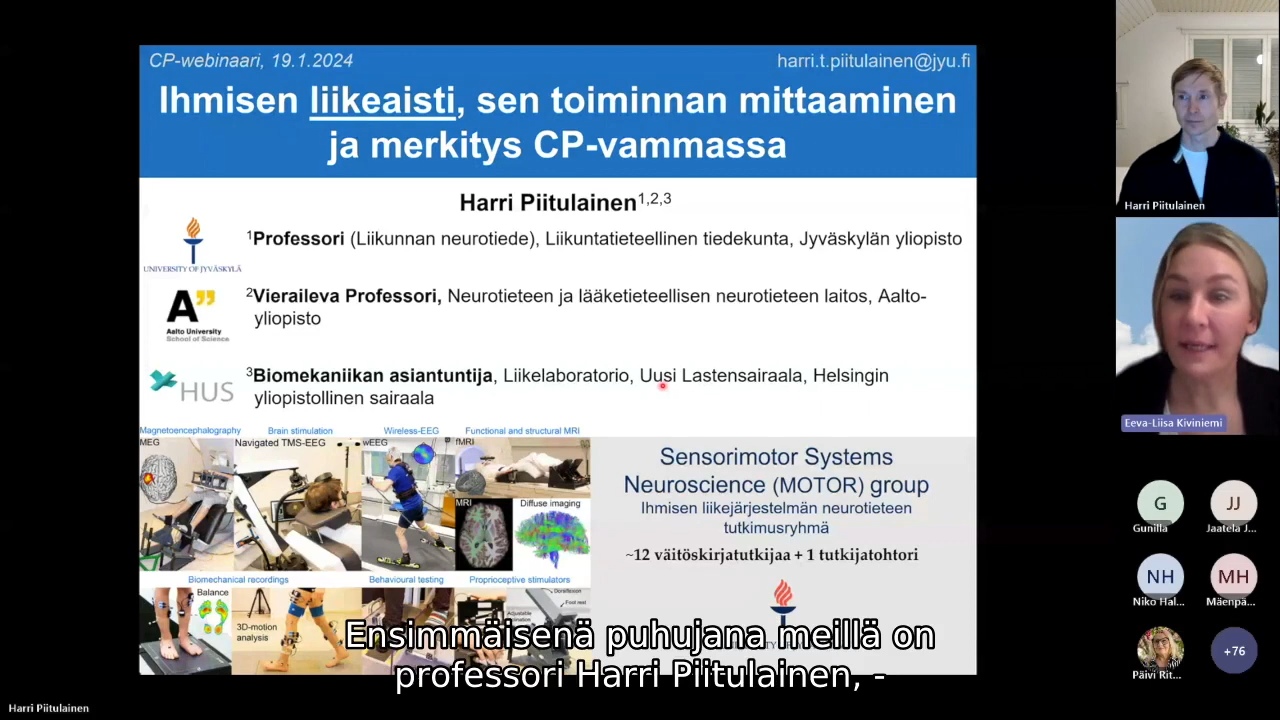 CP-webinaari, 19.1.2024
harri.t.piitulainen@jyu.fi
Ihmisen liikeaisti, sen toiminnan mittaaminen
ja merkitys CP-vammassa
Harri Piitulainen1,2,3
UNIVERSITY OF JYVÄSKYLÄ
1Professori (Liikunnan neurotiede), Liikuntatieteellinen tiedekunta, Jyväskylän yliopisto
A”
Aalto University
School of Science
2Vieraileva Professori, Neurotieteen ja lääketieteellisen neurotieteen laitos, Aalto-
yliopisto
HUS
3Biomekaniikan asiantuntija, Liikelaboratorio, Uusi Lastensairaala, Helsingin
yliopistollinen sairaala
Magnetoencephalography
Brain stimulation
Wireless-EEG
Functional and structural MRI
MEG
Navigated TMS-EEG
wEEG
fMRI
MRI
Diffuse imaging
Biomechanical recordings
Behavioural testing
Proprioceptive stimulators
Balance
3D-motion
analysis
Sensorimotor Systems
Neuroscience (MOTOR) group
Ihmisen liikejärjestelmän neurotieteen
tutkimusryhmä
~12 väitöskirjatutkijaa + 1 tutkijatohtori
Ensimmäisenä puhujana meillä on
professori Harri Piitulainen, -
Harri Piitulainen
Harri Piitulainen
Eeva-Liisa Kiviniemi
G
Gunilla
JJ
Jaatela J...
NH
Niko Hal...
MH
Mäenpä...
Päivi Rit...
+76